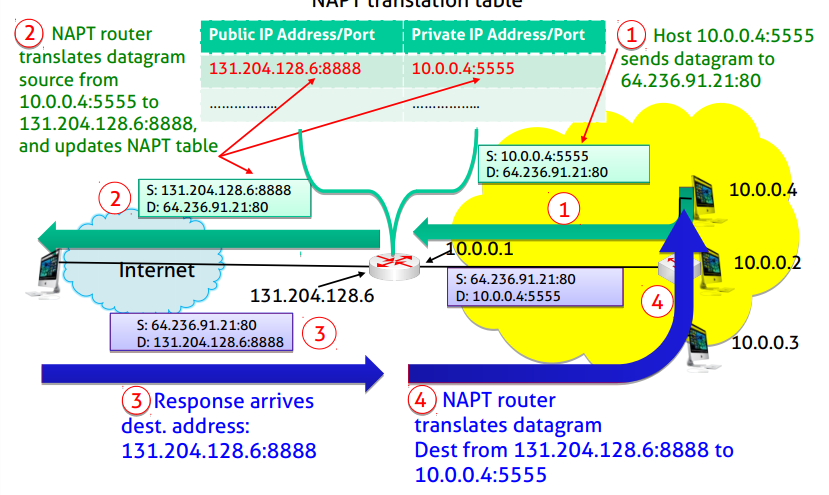 NAPT translation table
Public IP Address/Port
Private IP Address/Port
131.204.128.6:8888
10.0.0.4:5555
.................
.................
2 NAPT router
translates datagram
source from
10.0.0.4:5555 to
131.204.128.6:8888,
and updates NAPT table
1 Host 10.0.0.4:5555
sends datagram to
64.236.91.21:80
S: 10.0.0.4:5555
D: 64.236.91.21:80
S: 131.204.128.6:8888
D: 64.236.91.21:80
2
1
10.0.0.4
10.0.0.1
10.0.0.2
Internet
131.204.128.6
S: 64.236.91.21:80
D: 10.0.0.4:5555
4
S: 64.236.91.21:80
D: 131.204.128.6:8888
3
10.0.0.3
3 Response arrives
dest. address:
131.204.128.6:8888
4 NAPT router
translates datagram
Dest from 131.204.128.6:8888 to
10.0.0.4:5555